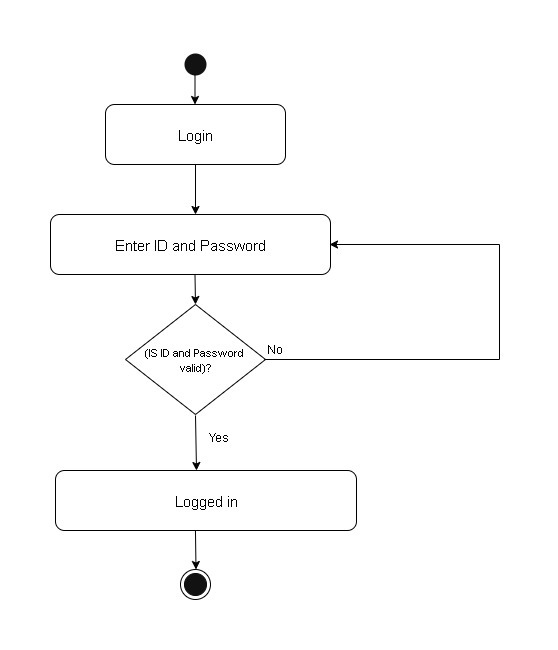 Login
Enter ID and Password
(IS ID and Password
valid)?
No
Yes
Logged in